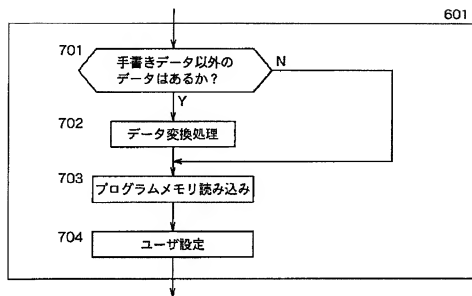 601
701
手書きデータ以外の
データはあるか？
N
Y
702
データ変換処理
703
プログラムメモリ読み込み
704
ユーザ設定